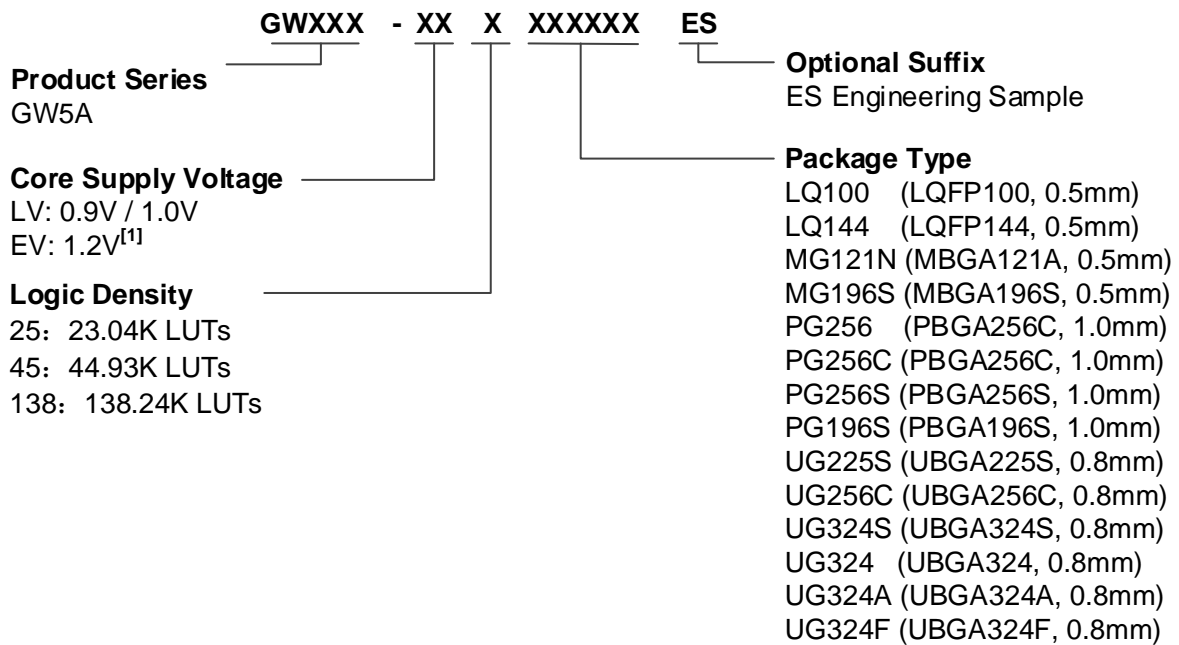 GWXXX - XX X XXXXXX ES
Product Series
GW5A
Core Supply Voltage
LV: 0.9V / 1.0V
EV: 1.2V[1]
Logic Density
25：23.04K LUTs
45：44.93K LUTs
138：138.24K LUTs
Optional Suffix
ES Engineering Sample
Package Type
LQ100 (LQFP100, 0.5mm)
LQ144 (LQFP144, 0.5mm)
MG121N (MBGA121A, 0.5mm)
MG196S (MBGA196S, 0.5mm)
PG256 (PBGA256C, 1.0mm)
PG256C (PBGA256C, 1.0mm)
PG256S (PBGA256S, 1.0mm)
PG196S (PBGA196S, 1.0mm)
UG225S (UBGA225S, 0.8mm)
UG256C (UBGA256C, 0.8mm)
UG324S (UBGA324S, 0.8mm)
UG324 (UBGA324, 0.8mm)
UG324A (UBGA324A, 0.8mm)
UG324F (UBGA324F, 0.8mm)